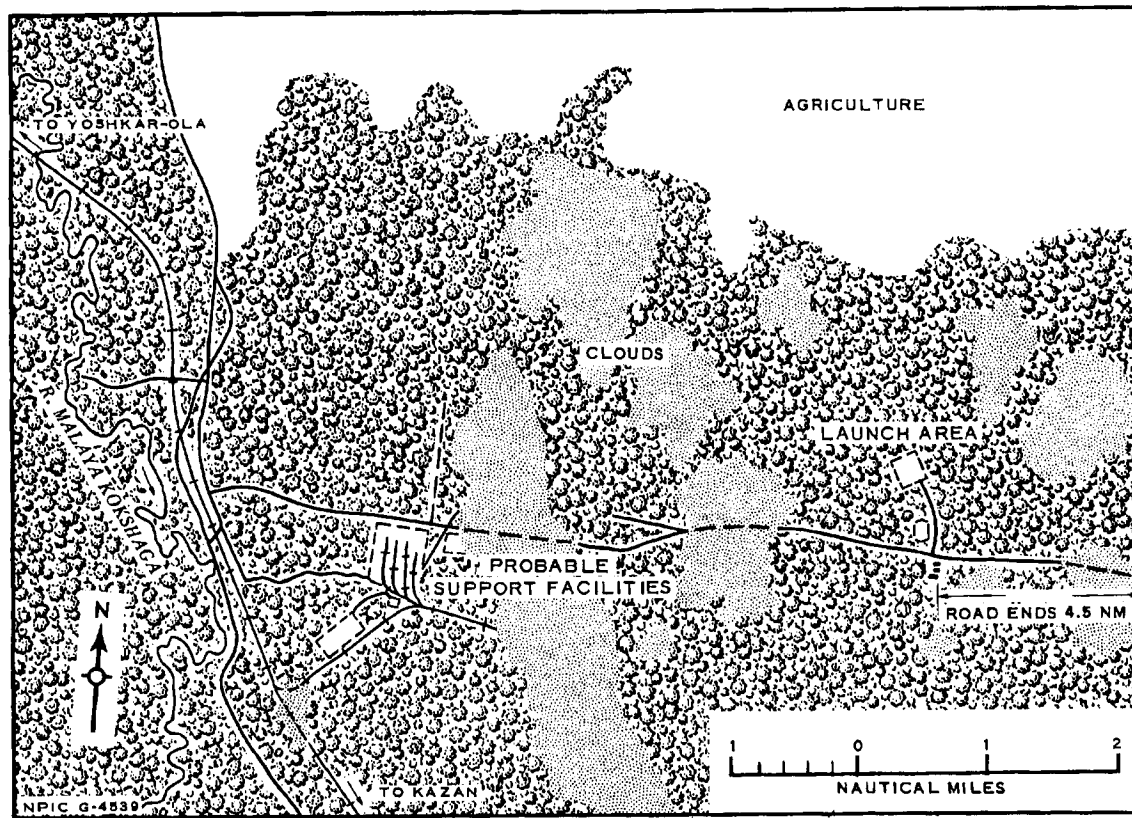 AGRICULTURE
TO YOSHKAR-OLA
CLOUDS
R. MALAYA KOKSHAGA
LAUNCH AREA
PROBABLE
SUPPORT FACILITIES
ROAD ENDS 4.5 NM
N
1 0 1 2
NAUTICAL MILES
TO KAZAN
NPIC G-4539